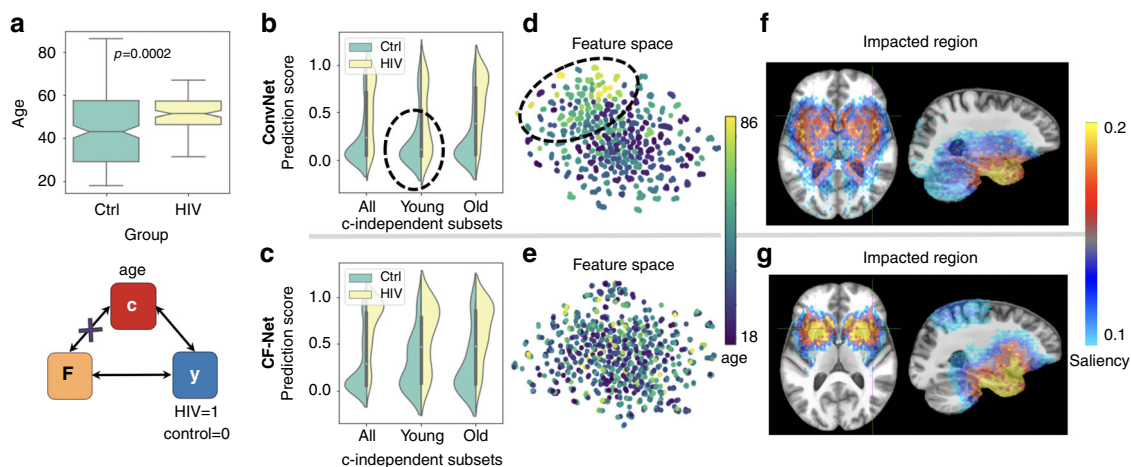 a
80
60
40
20
Age
p=0.0002
Ctrl
HIV
Group
age
c
F
y
HIV=1
control=0
b
Ctrl
HIV
1.0
0.5
0.0
ConvNet
Prediction score
All
Young
Old
c-independent subsets
c
Ctrl
HIV
1.0
0.5
0.0
CF-Net
Prediction score
All
Young
Old
c-independent subsets
d
Feature space
86
18
age
e
Feature space
f
Impacted region
g
Impacted region
0.2
0.1
Saliency